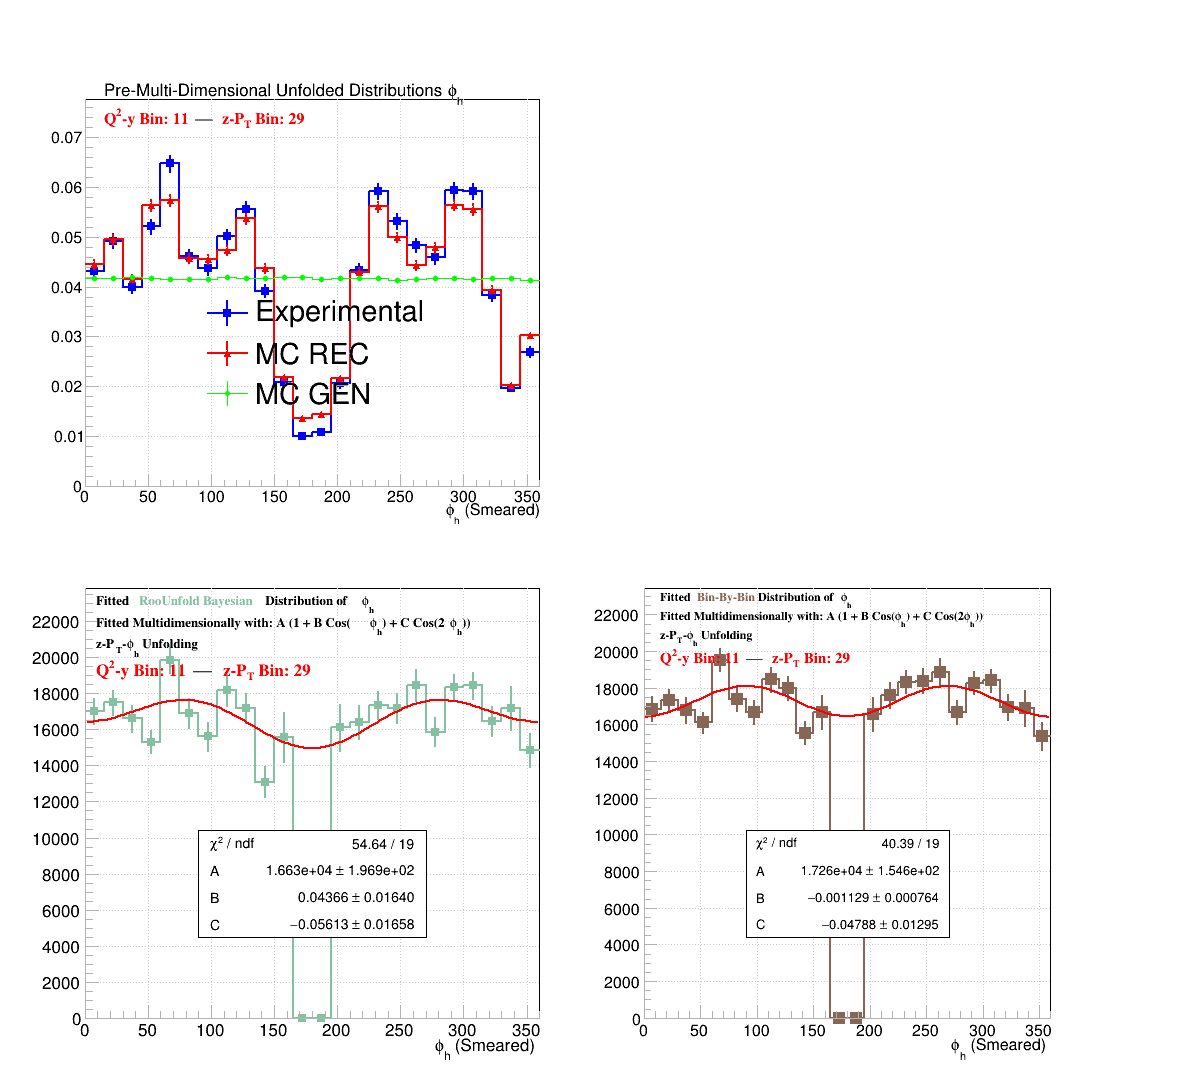 Pre-Multi-Dimensional Unfolded Distributions ϕh
Q²-y Bin: 11 — z-PT Bin: 29
0.07
0.06
0.05
0.04
0.03
0.02
0.01
0
Experimental
MC REC
MC GEN
0 50 100 150 200 250 300 350
ϕh (Smeared)
Fitted RooUnfold Bayesian Distribution of ϕh
Fitted Multidimensionally with: A (1 + B Cos( ϕh) + C Cos(2 ϕh))
z-PT-ϕh Unfolding
Q²-y Bin: 11 — z-PT Bin: 29
22000
20000
18000
16000
14000
12000
10000
8000
6000
4000
2000
0
χ² / ndf 54.64 / 19
A 1.663e+04 ± 1.969e+02
B 0.04366 ± 0.01640
C −0.05613 ± 0.01658
0 50 100 150 200 250 300 350
ϕh (Smeared)
Fitted Bin-By-Bin Distribution of ϕh
Fitted Multidimensionally with: A (1 + B Cos(ϕh) + C Cos(2ϕh))
z-PT-ϕh Unfolding
Q²-y Bin: 11 — z-PT Bin: 29
22000
20000
18000
16000
14000
12000
10000
8000
6000
4000
2000
0
χ² / ndf 40.39 / 19
A 1.726e+04 ± 1.546e+02
B −0.001129 ± 0.000764
C −0.04788 ± 0.01295
0 50 100 150 200 250 300 350
ϕh (Smeared)